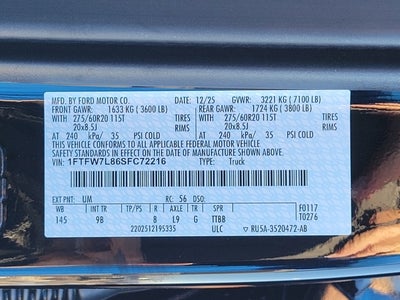 MFD. BY FORD MOTOR CO. DATE: 12/25 GVWR: 3221 KG ( 7100 LB)
FRONT GAWR: 1633 KG ( 3600 LB) REAR GAWR: 1724 KG ( 3800 LB)
WITH 275/60R20 115T TIRES WITH 275/60R20 115T TIRES
20x8.5J RIMS 20x8.5J RIMS
AT 240 kPa/ 35 PSI COLD AT 240 kPa/ 35 PSI COLD
THIS VEHICLE CONFORMS TO ALL APPLICABLE FEDERAL MOTOR
VEHICLE SAFETY STANDARDS IN EFFECT ON THE DATE OF MANUFACTURE SHOWN ABOVE.
VIN: 1FTFW7L86SFC72216 TYPE: Truck
EXT PNT: UM RC: 56 DSO:
WB INT TR TP/PS R AXLE TR SPR F0117
145 9B 8 L9 G TTBB T0276
2202512195335 ULC RU5A-3520472-AB